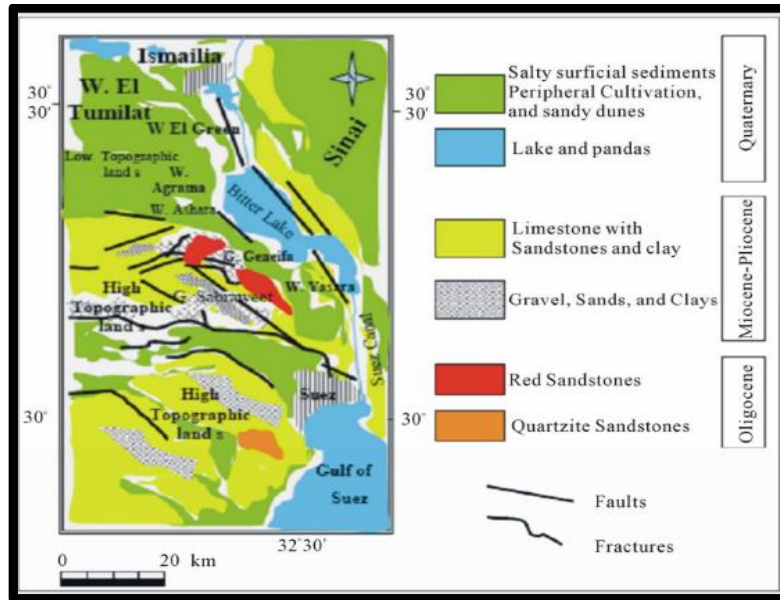 Ismailia
W. El
Tumilat
W El Green
Low Topographic
land s
W.
Agrama
W. Ashara
Sinai
Bitter Lake
G. Geneifa
W. Yasara
High
Topographic
land s
G. Sabraweet
Suez Canal
High
Topographic
land s
Suez
Gulf of
Suez
30°
30'
30°
30°
30'
30°
32°30'
0 20 km
Salty surficial sediments
Peripheral Cultivation,
and sandy dunes
Lake and pandas
Quaternary
Limestone with
Sandstones and clay
Gravel, Sands, and Clays
Miocene-Pliocene
Red Sandstones
Quartzite Sandstones
Oligocene
Faults
Fractures